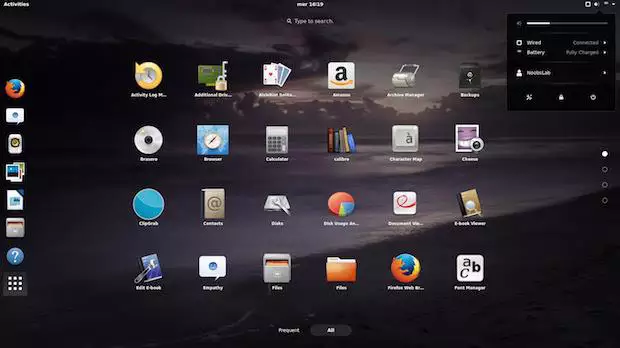 Activities
mar 16:19
Type to search.
Wired
Connected
Battery
Fully Charged
NoobsLab
Activity Log M...
Additional Driv...
AisleRiot Solita...
Amazon
Archive Manager
Backups
Brasero
Browser
Calculator
calibre
Character Map
Cheese
ClipGrab
Contacts
Disks
Disk Usage An...
Document Vie...
E-book Viewer
Edit E-book
Empathy
Files
Files
Firefox Web Br...
Font Manager
Frequent
All